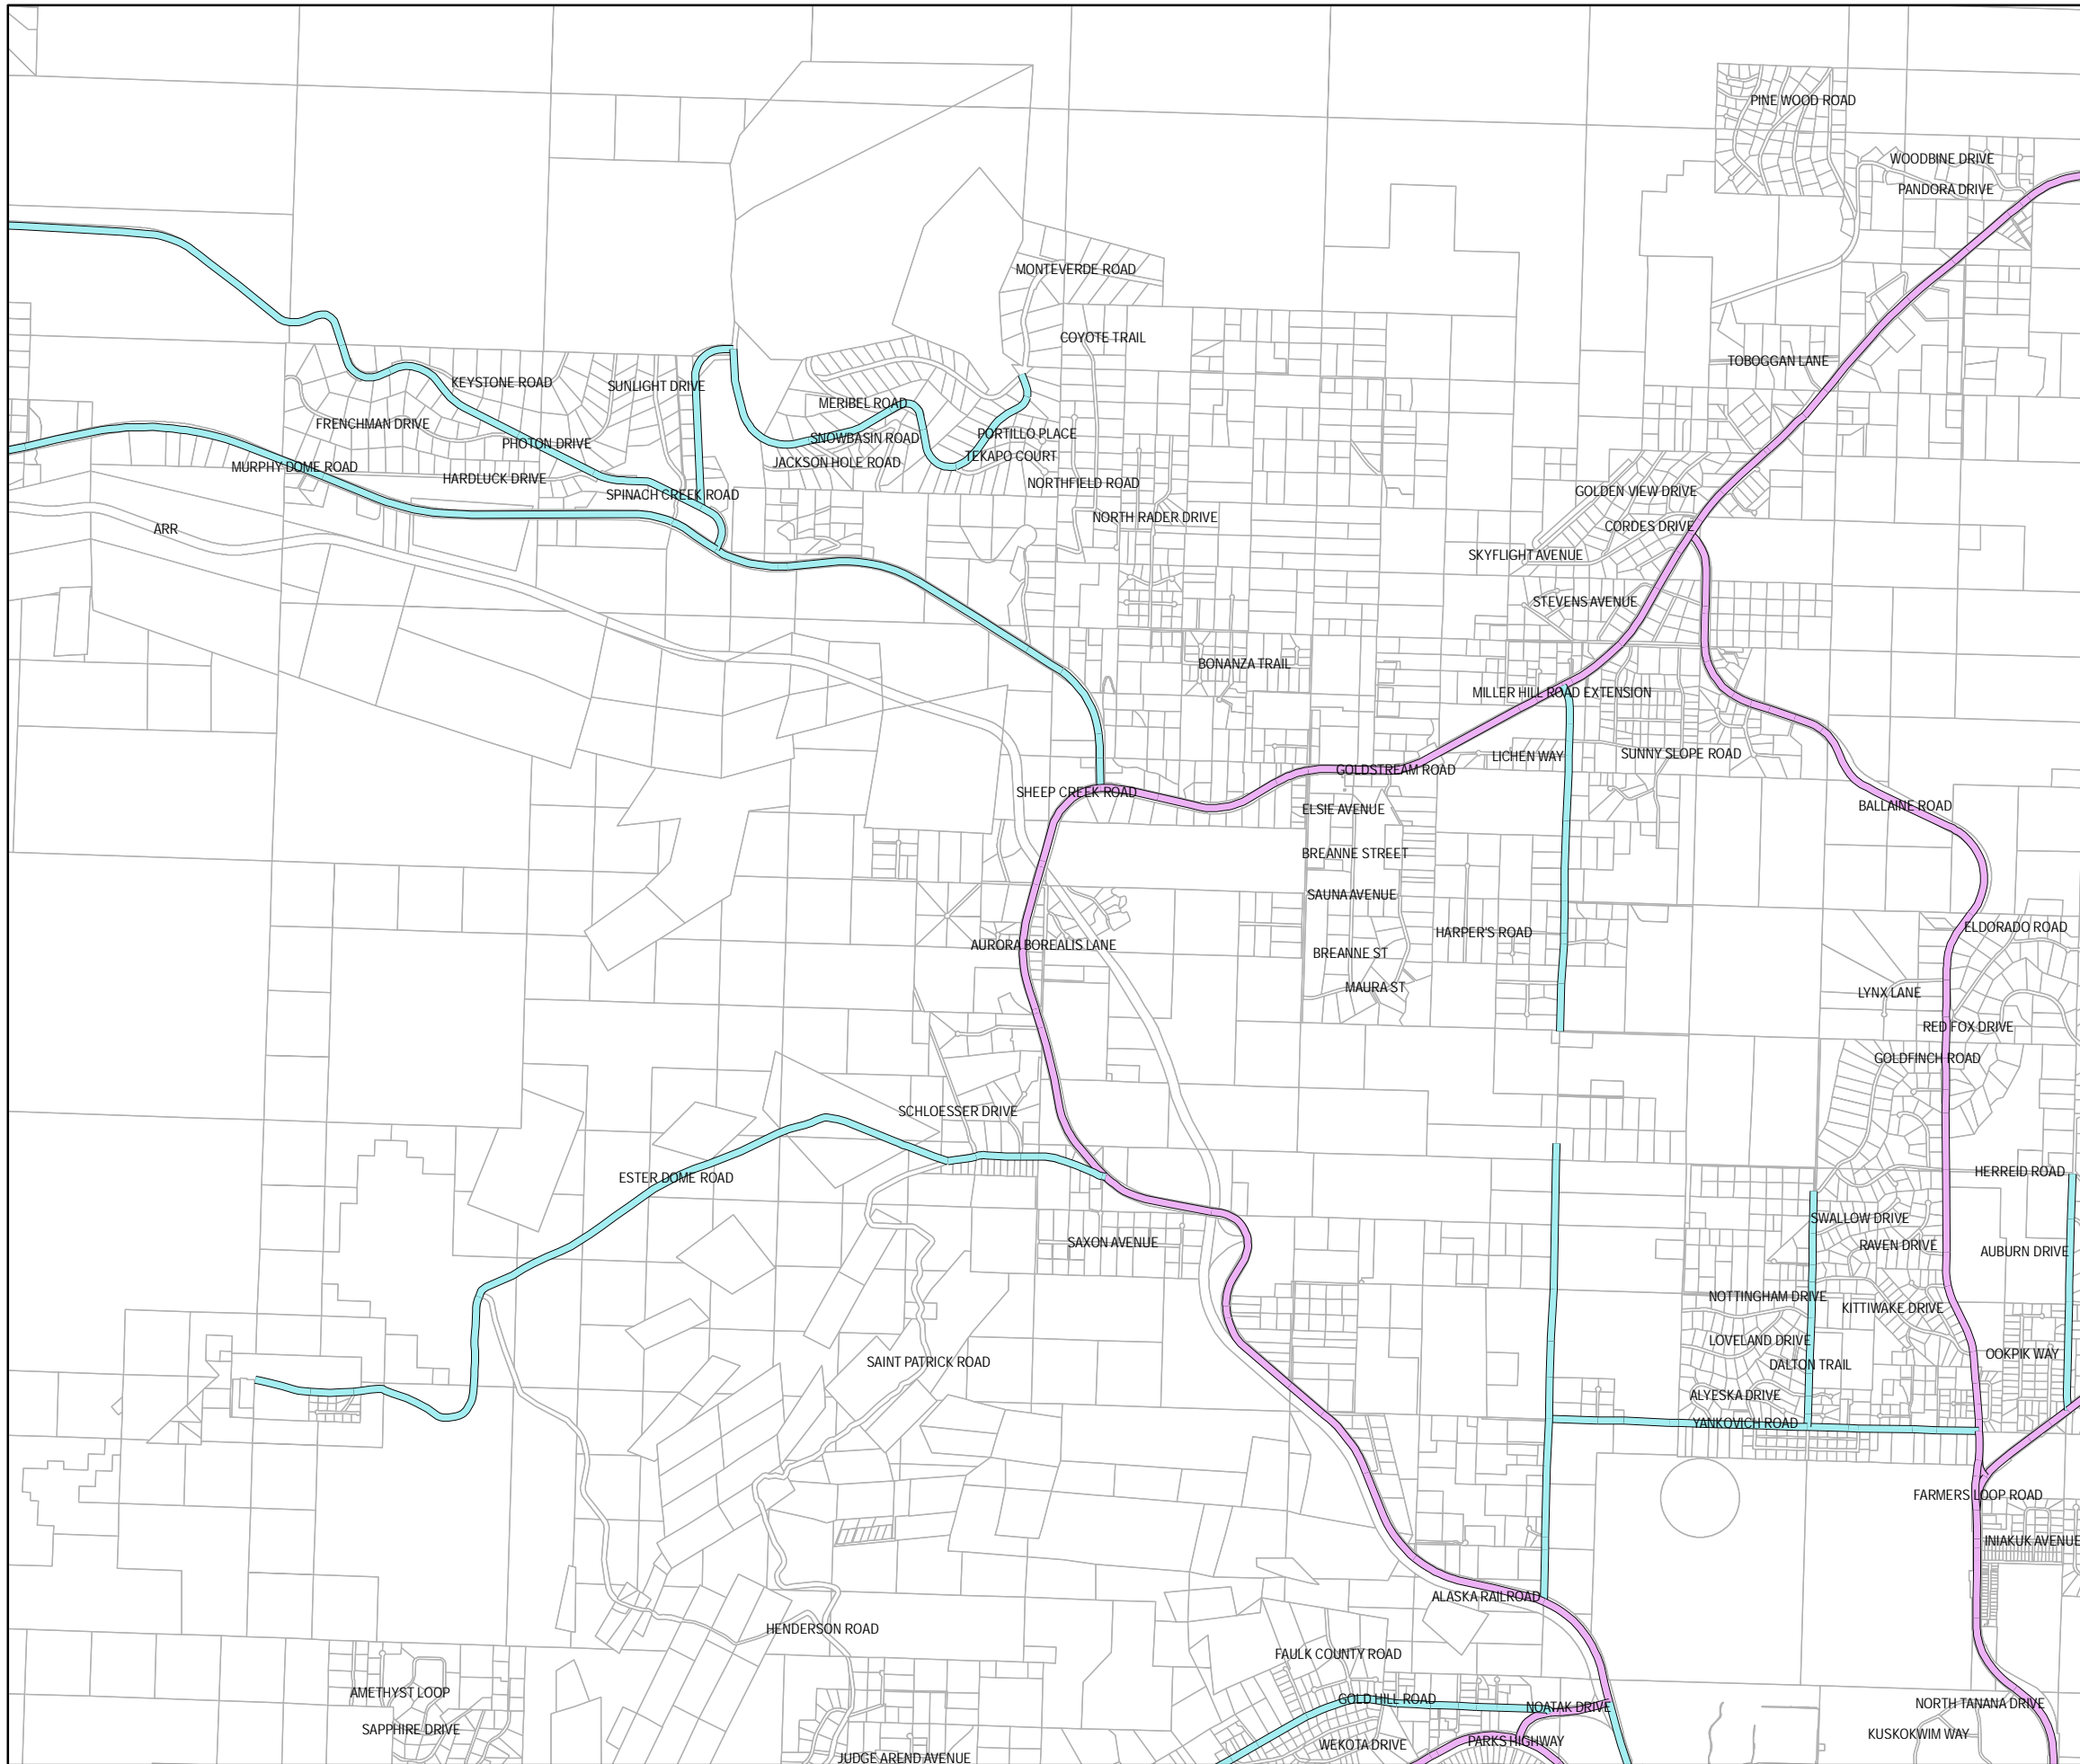 PINE WOOD ROAD
WOODBINE DRIVE
PANDORA DRIVE
MONTEVERDE ROAD
COYOTE TRAIL
TOBOGGAN LANE
KEYSTONE ROAD
SUNLIGHT DRIVE
MERIBEL ROAD
FRENCHMAN DRIVE
PORTILLO PLACE
SNOWBASIN ROAD
PHOTON DRIVE
TEKAPO COURT
JACKSON HOLE ROAD
MURPHY DOME ROAD
HARDLUCK DRIVE
NORTHFIELD ROAD
GOLDEN VIEW DRIVE
SPINACH CREEK ROAD
NORTH RADER DRIVE
CORDES DRIVE
ARR
SKYFLIGHT AVENUE
STEVENS AVENUE
BONANZA TRAIL
MILLER HILL ROAD EXTENSION
SUNNY SLOPE ROAD
LICHEN WAY
GOLDSTREAM ROAD
SHEEP CREEK ROAD
BALLAINE ROAD
ELSIE AVENUE
BREANNE STREET
SAUNA AVENUE
ELDORADO ROAD
HARPER'S ROAD
AURORA BOREALIS LANE
BREANNE ST
MAURA ST
LYNX LANE
RED FOX DRIVE
GOLDFINCH ROAD
SCHLOESSER DRIVE
HERREID ROAD
ESTER DOME ROAD
SWALLOW DRIVE
SAXON AVENUE
RAVEN DRIVE
AUBURN DRIVE
NOTTINGHAM DRIVE
KITTIWAKE DRIVE
LOVELAND DRIVE
OOKPIK WAY
SAINT PATRICK ROAD
DALTON TRAIL
ALYESKA DRIVE
YANKOVICH ROAD
FARMERS LOOP ROAD
INIAKUK AVENUE
ALASKA RAILROAD
HENDERSON ROAD
FAULK COUNTY ROAD
AMETHYST LOOP
GOLD HILL ROAD
NOATAK DRIVE
NORTH TANANA DRIVE
SAPPHIRE DRIVE
KUSKOKWIM WAY
PARKS HIGHWAY
WEKOTA DRIVE
JUDGE AREND AVENUE